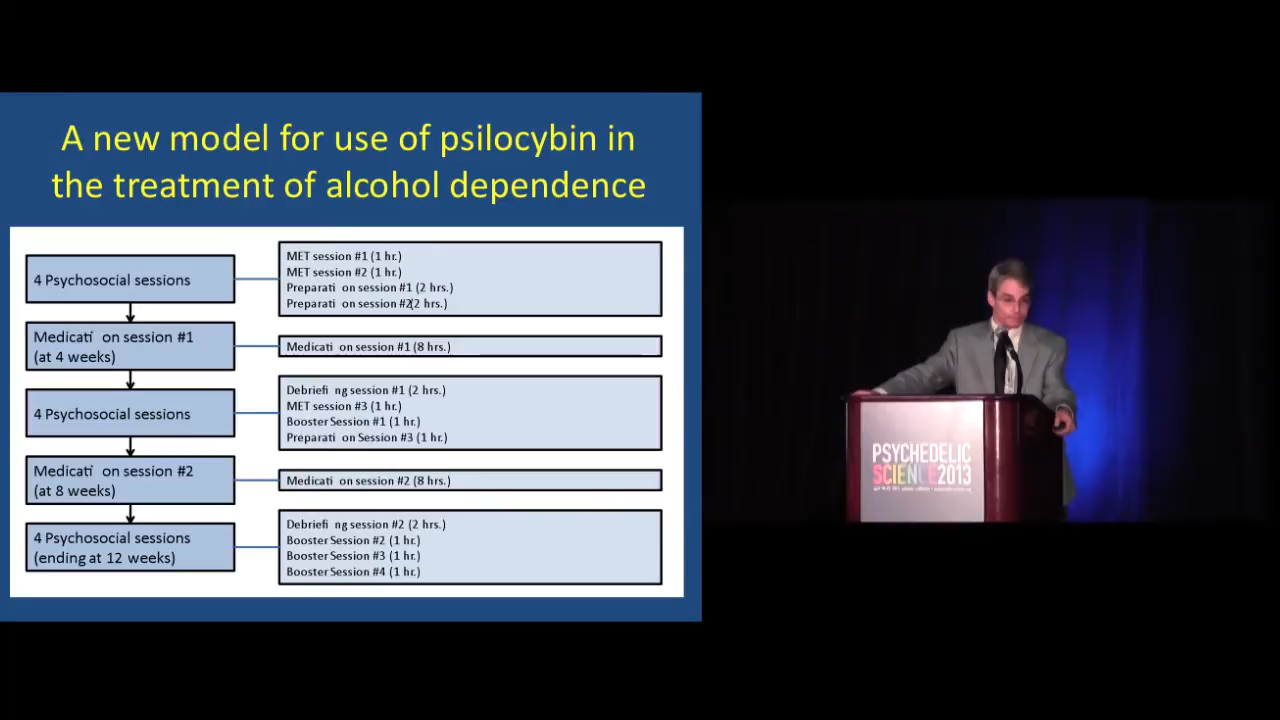 A new model for use of psilocybin in
the treatment of alcohol dependence
4 Psychosocial sessions
MET session #1 (1 hr.)
MET session #2 (1 hr.)
Preparati on session #1 (2 hrs.)
Preparati on session #2(2 hrs.)
Medicati on session #1
(at 4 weeks)
Medicati on session #1 (8 hrs.)
4 Psychosocial sessions
Debriefi ng session #1 (2 hrs.)
MET session #3 (1 hr.)
Booster Session #1 (1 hr.)
Preparati on Session #3 (1 hr.)
Medicati on session #2
(at 8 weeks)
Medicati on session #2 (8 hrs.)
4 Psychosocial sessions
(ending at 12 weeks)
Debriefi ng session #2 (2 hrs.)
Booster Session #2 (1 hr.)
Booster Session #3 (1 hr.)
Booster Session #4 (1 hr.)
PSYCHEDELIC
SCIENCE2013